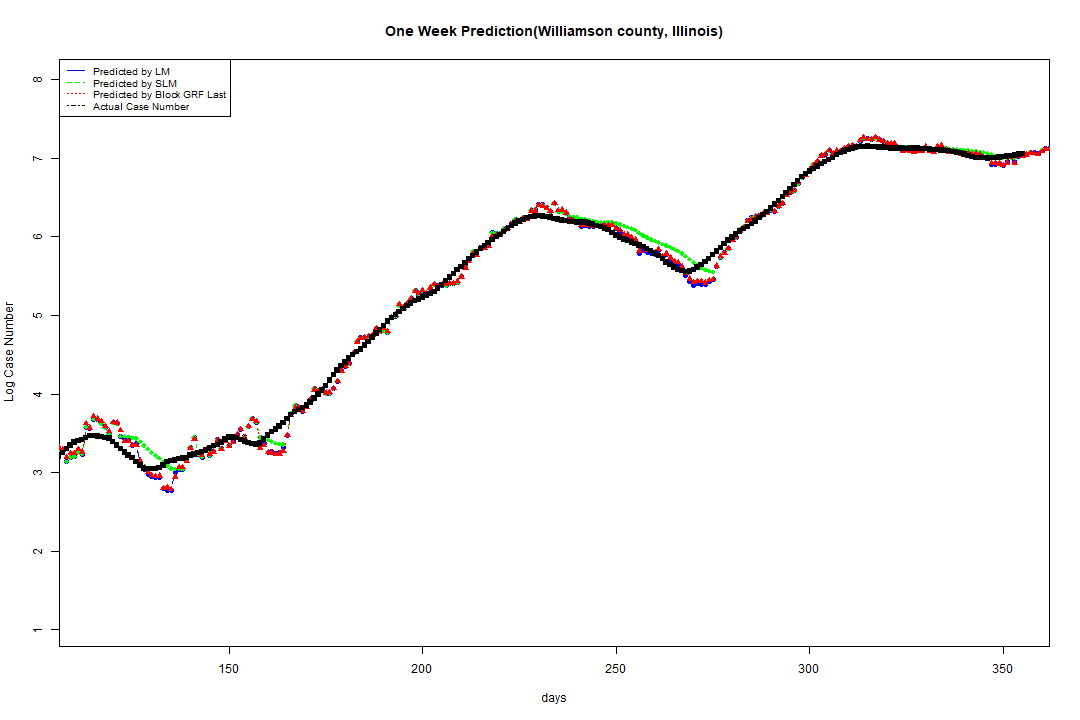 One Week Prediction(Williamson county, Illinois)
Predicted by LM
Predicted by SLM
Predicted by Block GRF Last
Actual Case Number
8
7
6
5
4
3
2
1
Log Case Number
150
200
250
300
350
days